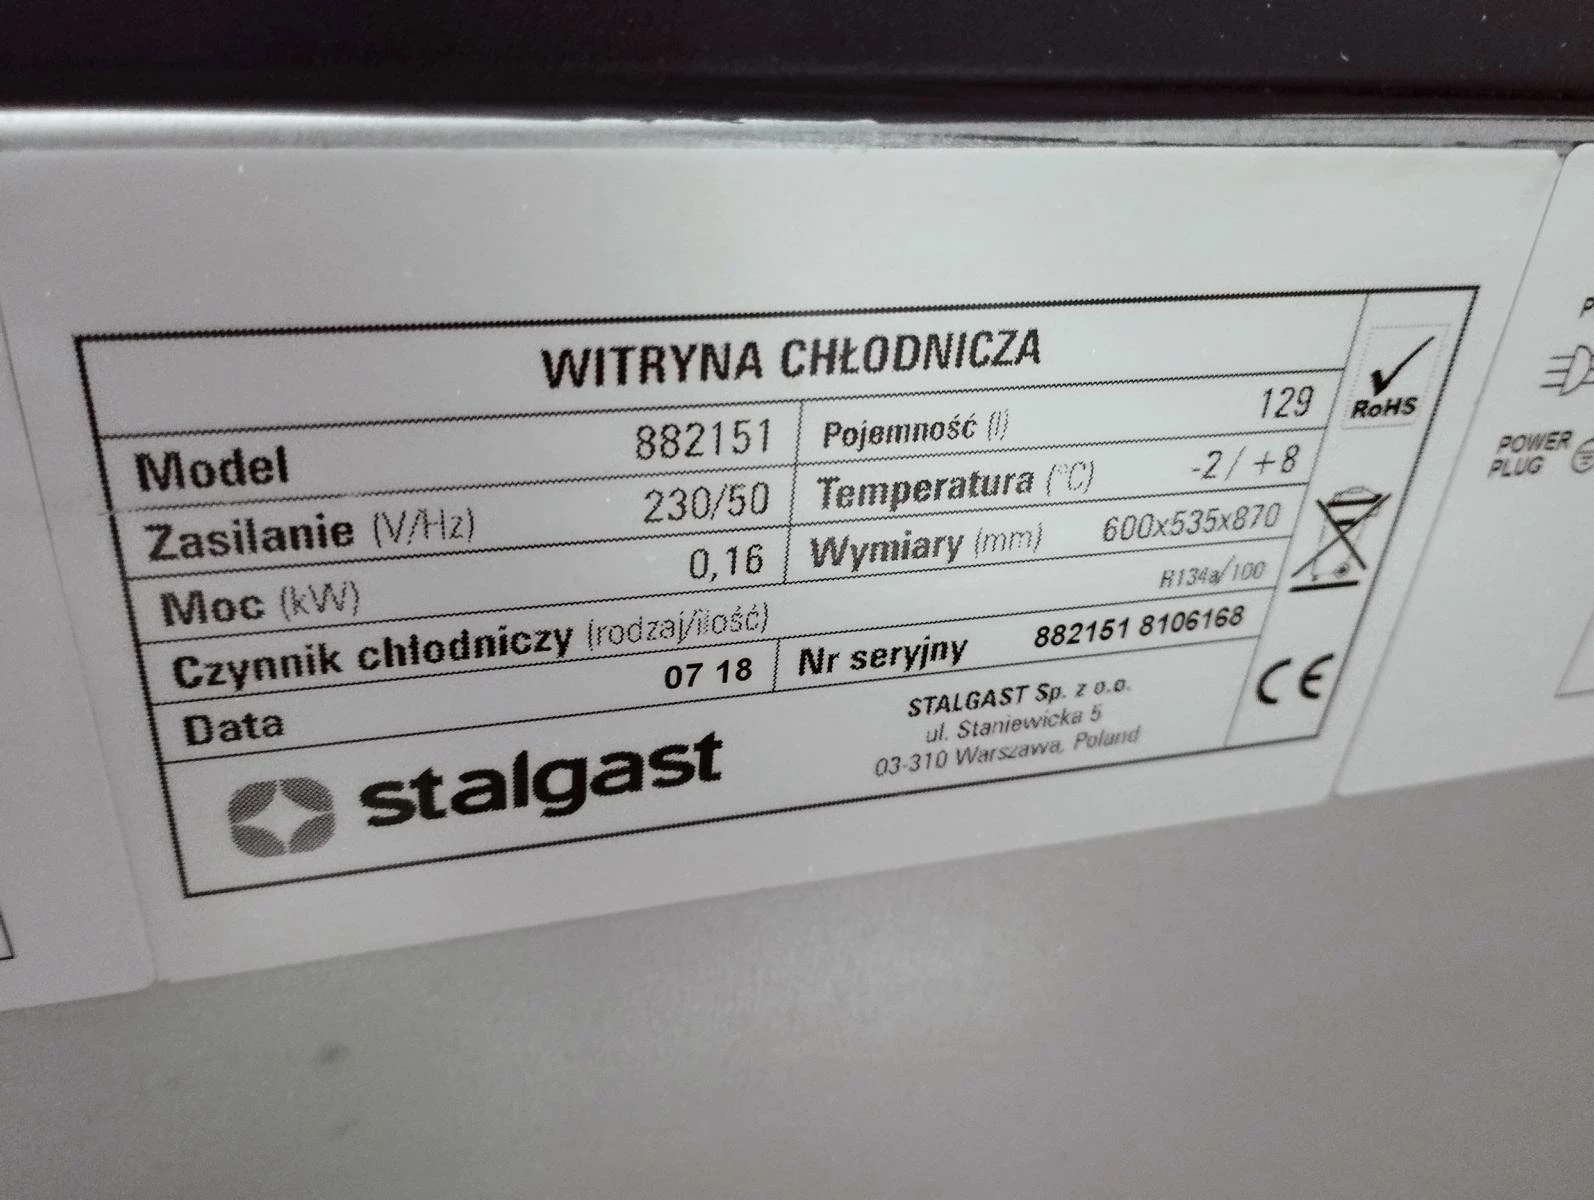 WITRYNA CHŁODNICZA
Model 882151 Pojemność (l) 129
Zasilanie (V/Hz) 230/50 Temperatura (°C) -2/ +8
Moc (kW) 0,16 Wymiary (mm) 600x535x870
Czynnik chłodniczy (rodzaj/ilość) R134a/100
Data 07 18 Nr seryjny 882151 8106168
stalgast
STALGAST Sp. z o.o.
ul. Staniewicka 5
03-310 Warszawa, Poland
RoHS
CE
POWER
PLUG